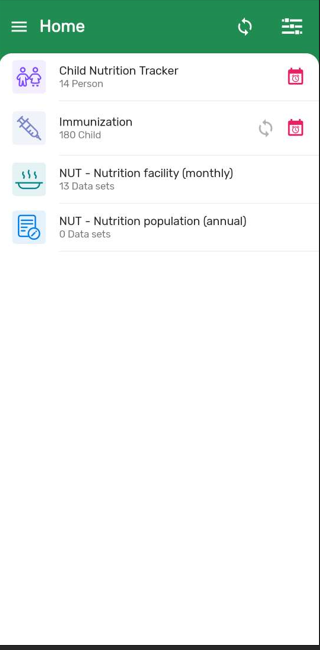 Home
Child Nutrition Tracker
14 Person
Immunization
180 Child
NUT - Nutrition facility (monthly)
13 Data sets
NUT - Nutrition population (annual)
0 Data sets